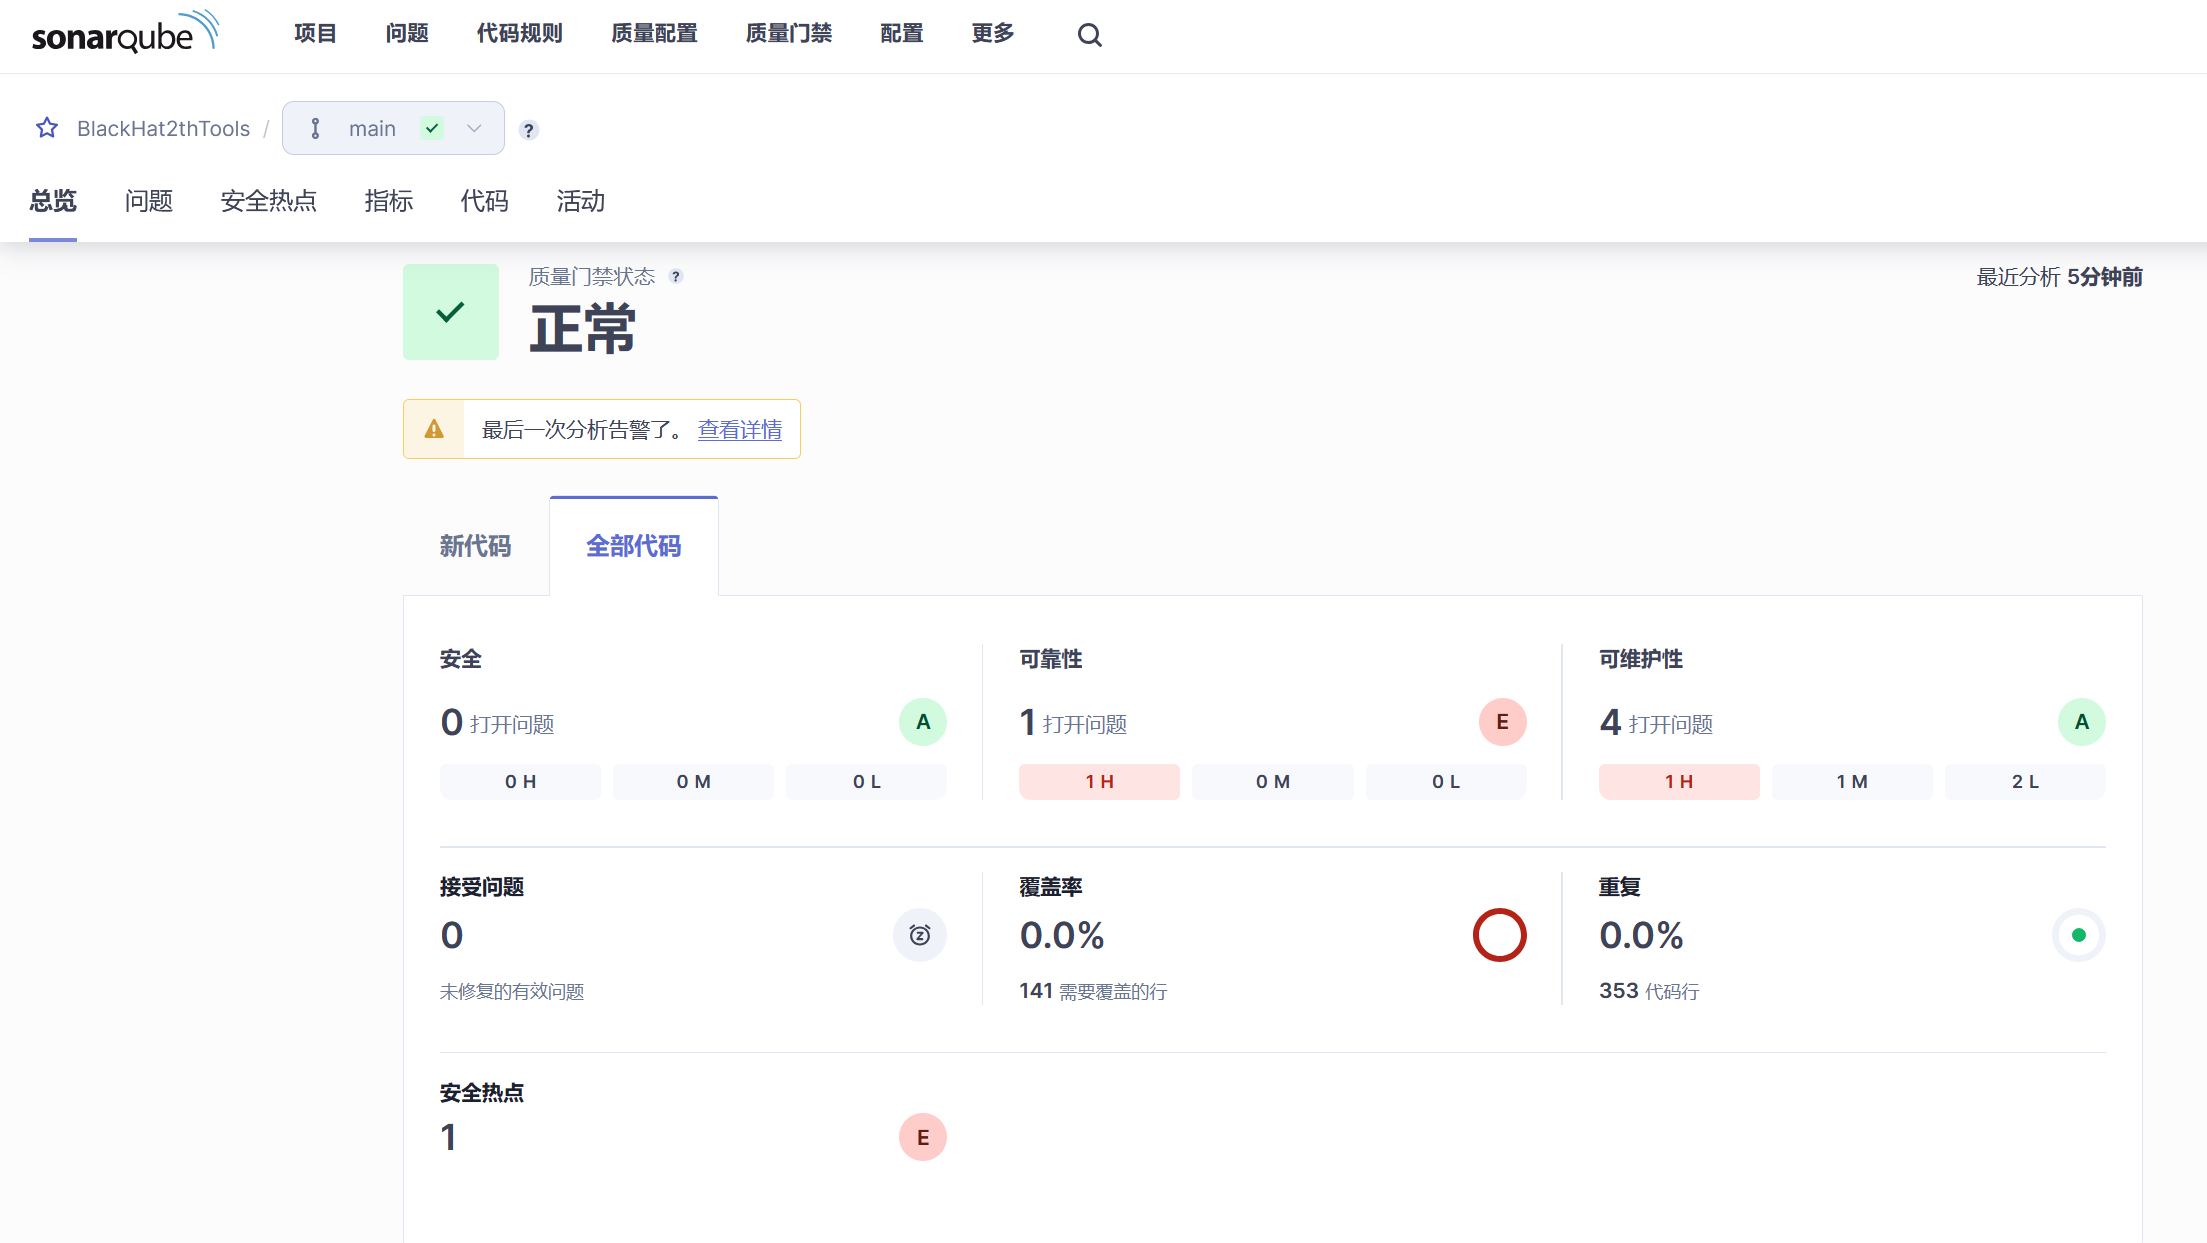 sonarqube 项目 问题 代码规则 质量配置 质量门禁 配置 更多
BlackHat2thTools / main ?
总览 问题 安全热点 指标 代码 活动
质量门禁状态 ?
最近分析 5分钟前
正常
最后一次分析告警了。 查看详情
新代码 全部代码
安全
0 打开问题 A
0 H 0 M 0 L
可靠性
1 打开问题 E
1 H 0 M 0 L
可维护性
4 打开问题 A
1 H 1 M 2 L
接受问题
0
未修复的有效问题
覆盖率
0.0%
141 需要覆盖的行
重复
0.0%
353 代码行
安全热点
1 E